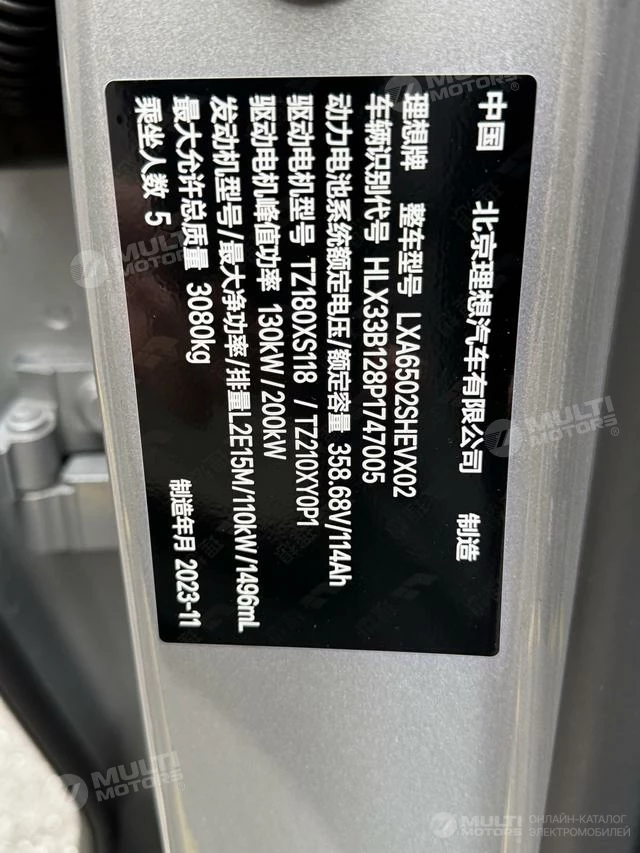 中国 北京理想汽车有限公司 制造
理想牌 整车型号 LXA6502SHEVX02
车辆识别代号 HLX33B128P1747005
动力电池系统额定电压/额定容量 358.68V/114Ah
驱动电机型号 TZ180XS118 /TZ210XY0P1
驱动电机峰值功率 130kW/200kW
发动机型号/最大净功率/排量L2E15M/110kW/1496mL
最大允许总质量 3080kg
乘坐人数 5
制造年月 2023-11
MULTI MOTORS
MULTI MOTORS
MULTI MOTORS
MULTI MOTORS
MULTI MOTORS ОНЛАЙН-КАТАЛОГ ЭЛЕКТРОМОБИЛЕЙ